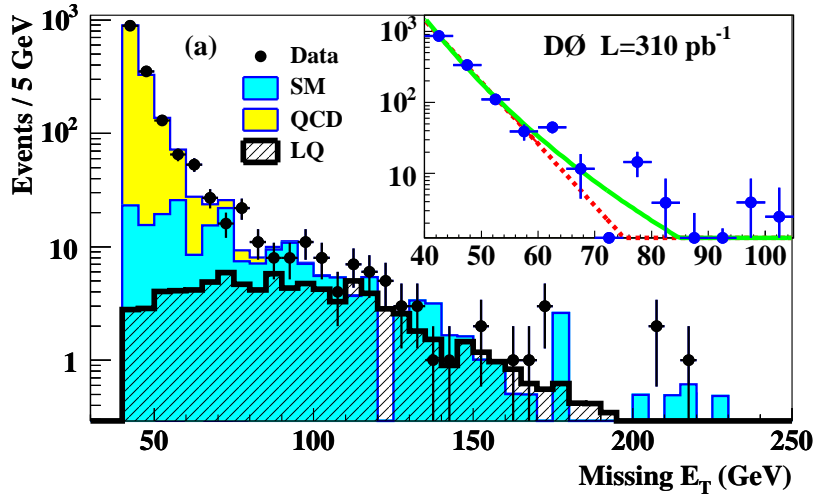 (a)
Data
SM
QCD
LQ
Events / 5 GeV
10³
10²
10
1
50
100
150
200
250
Missing E_T (GeV)
DØ L=310 pb⁻¹
10³
10²
10
40
50
60
70
80
90
100